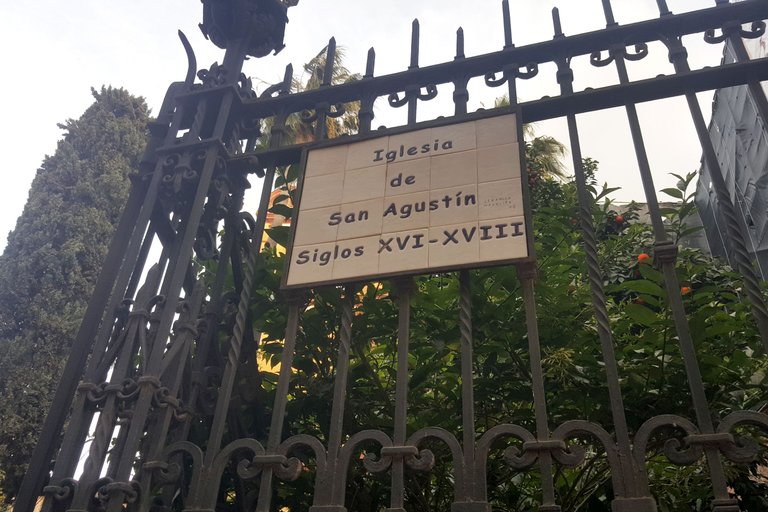 Iglesia
de
San Agustín
Siglos XVI-XVIII